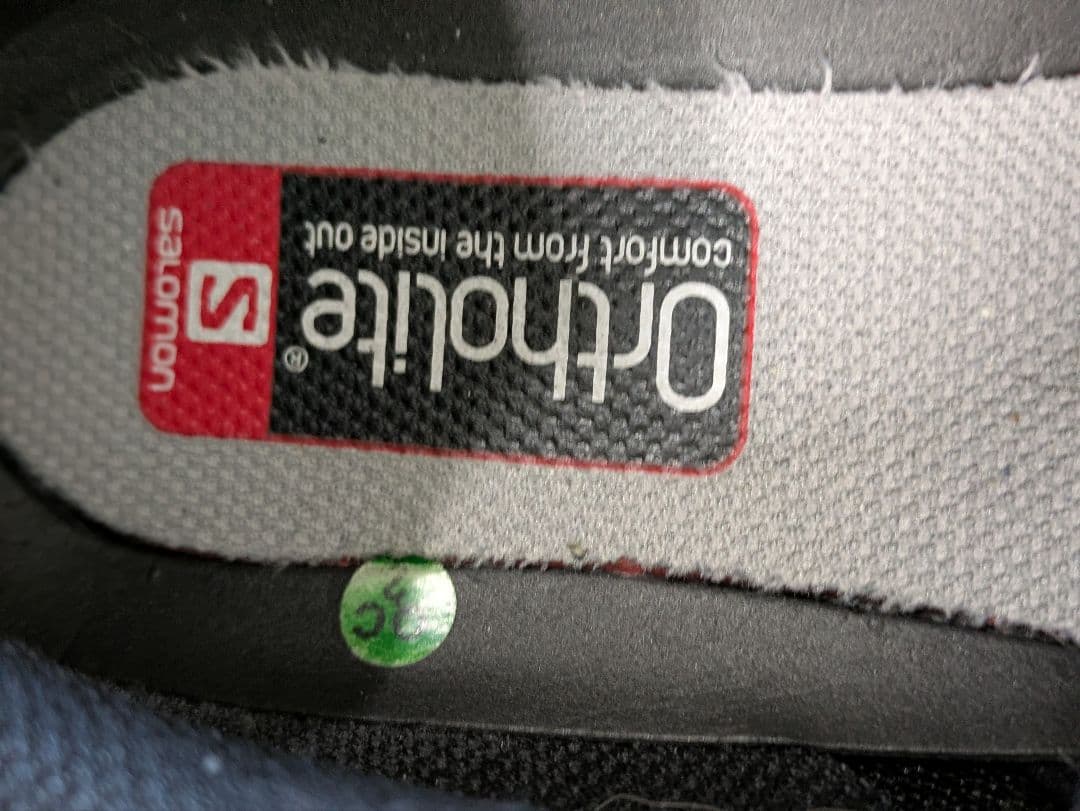 Ortholite®
comfort from the inside out
S
salomon